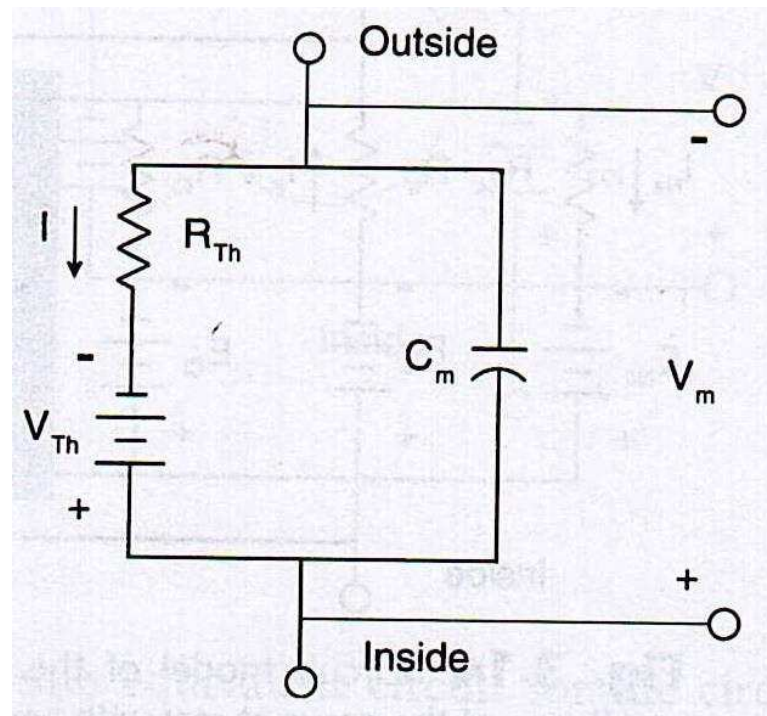 Outside
-
I
R_Th
-
C_m
V_m
V_Th
+
+
Inside